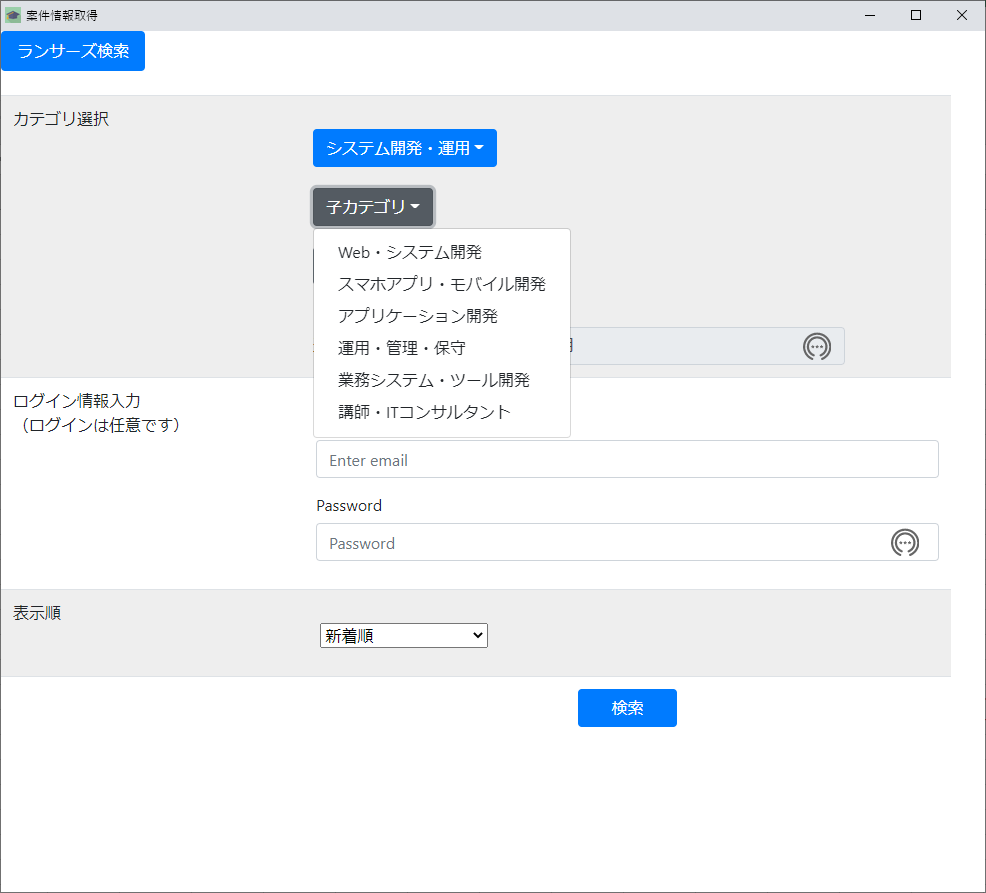 案件情報取得
ランサーズ検索
カテゴリ選択
システム開発・運用
子カテゴリ
Web・システム開発
スマホアプリ・モバイル開発
アプリケーション開発
運用・管理・保守
業務システム・ツール開発
講師・ITコンサルタント
ログイン情報入力
（ログインは任意です）
Enter email
Password
Password
表示順
新着順
検索